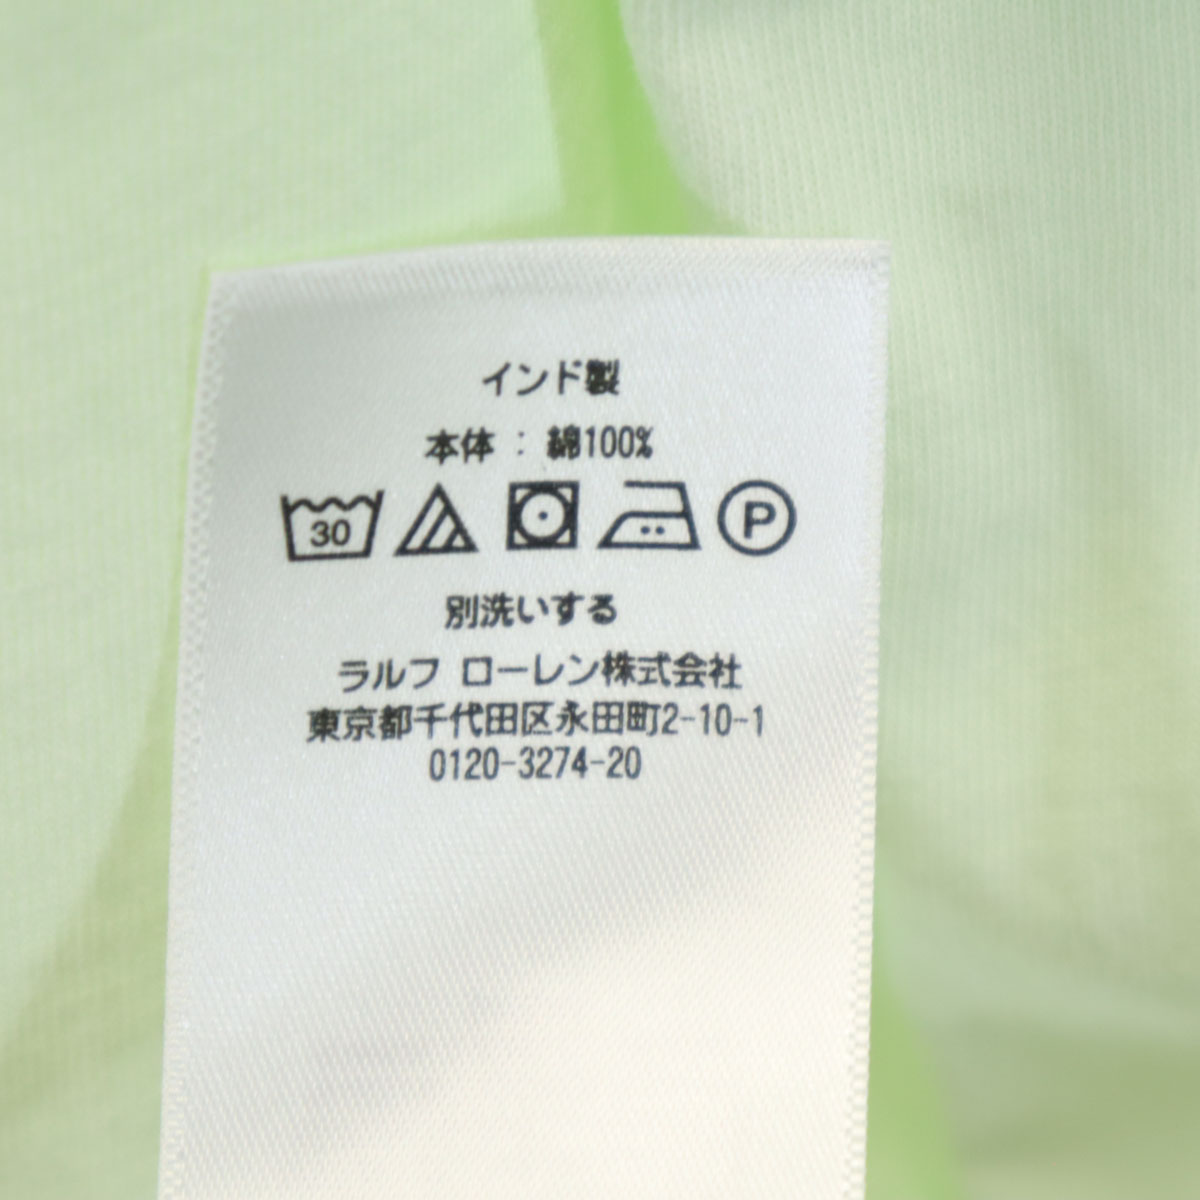 インド製
本体 : 綿100%
30 P
別洗いする
ラルフ ローレン株式会社
東京都千代田区永田町2-10-1
0120-3274-20